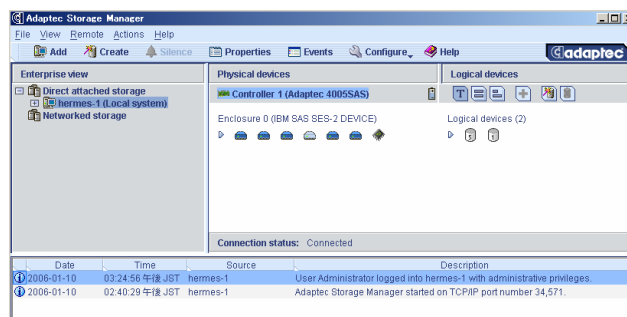 Adaptec Storage Manager
File View Remote Actions Help
Add Create Silence Properties Events Configure Help adaptec
Enterprise view
Direct attached storage
hermes-1 (Local system)
Networked storage
Physical devices
Controller 1 (Adaptec 4005SAS)
Enclosure 0 (IBM SAS SES-2 DEVICE)
Logical devices
T
Logical devices (2)
Connection status: Connected
Date Time Source Description
2006-01-10 03:24:56 午後 JST hermes-1 User Administrator logged into hermes-1 with administrative privileges.
2006-01-10 02:40:29 午後 JST hermes-1 Adaptec Storage Manager started on TCP/IP port number 34,571.